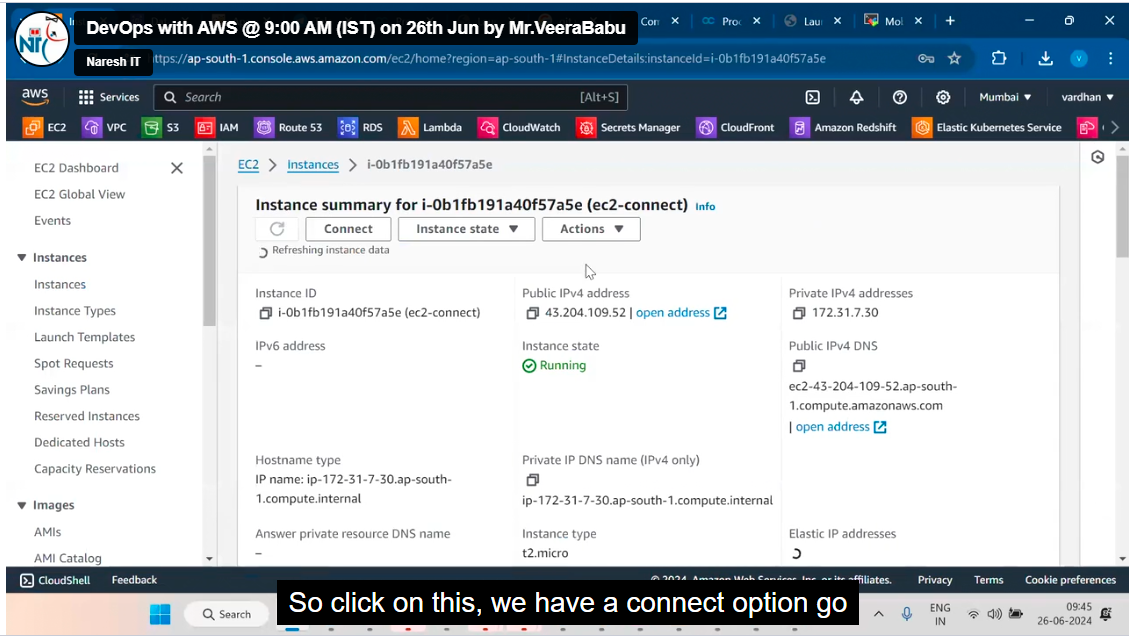 DevOps with AWS @ 9:00 AM (IST) on 26th Jun by Mr.VeeraBabu
Naresh IT
NiT
Con
Proc
Lau
Mol
https://ap-south-1.console.aws.amazon.com/ec2/home?region=ap-south-1#InstanceDetails:instanceId=i-0b1fb191a40f57a5e
V
aws
Services
Search
[Alt+S]
Mumbai
vardhan
EC2
VPC
S3
IAM
Route 53
RDS
Lambda
CloudWatch
Secrets Manager
CloudFront
Amazon Redshift
Elastic Kubernetes Service
EC2 Dashboard
EC2 Global View
Events
Instances
Instances
Instance Types
Launch Templates
Spot Requests
Savings Plans
Reserved Instances
Dedicated Hosts
Capacity Reservations
Images
AMIs
AMI Catalog
EC2 > Instances > i-0b1fb191a40f57a5e
Instance summary for i-0b1fb191a40f57a5e (ec2-connect) Info
Connect
Instance state
Actions
Refreshing instance data
Instance ID
i-0b1fb191a40f57a5e (ec2-connect)
Public IPv4 address
43.204.109.52 | open address
Private IPv4 addresses
172.31.7.30
IPv6 address
–
Instance state
Running
Public IPv4 DNS
ec2-43-204-109-52.ap-south-
1.compute.amazonaws.com
| open address
Hostname type
IP name: ip-172-31-7-30.ap-south-
1.compute.internal
Private IP DNS name (IPv4 only)
ip-172-31-7-30.ap-south-1.compute.internal
Answer private resource DNS name
–
Instance type
t2.micro
Elastic IP addresses
CloudShell
Feedback
© 2024, Amazon Web Services, Inc. or its affiliates.
Privacy
Terms
Cookie preferences
So click on this, we have a connect option go
Search
ENG
IN
09:45
26-06-2024